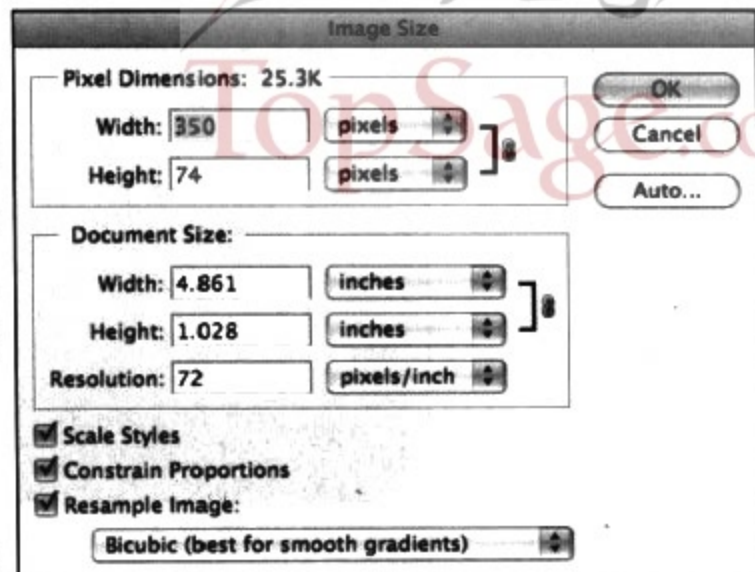 Image Size
Pixel Dimensions: 25.3K
Width: 350 pixels
Height: 74 pixels
OK
Cancel
Auto...
Document Size:
Width: 4.861 inches
Height: 1.028 inches
Resolution: 72 pixels/inch
Scale Styles
Constrain Proportions
Resample Image:
Bicubic (best for smooth gradients)
TopSage.co